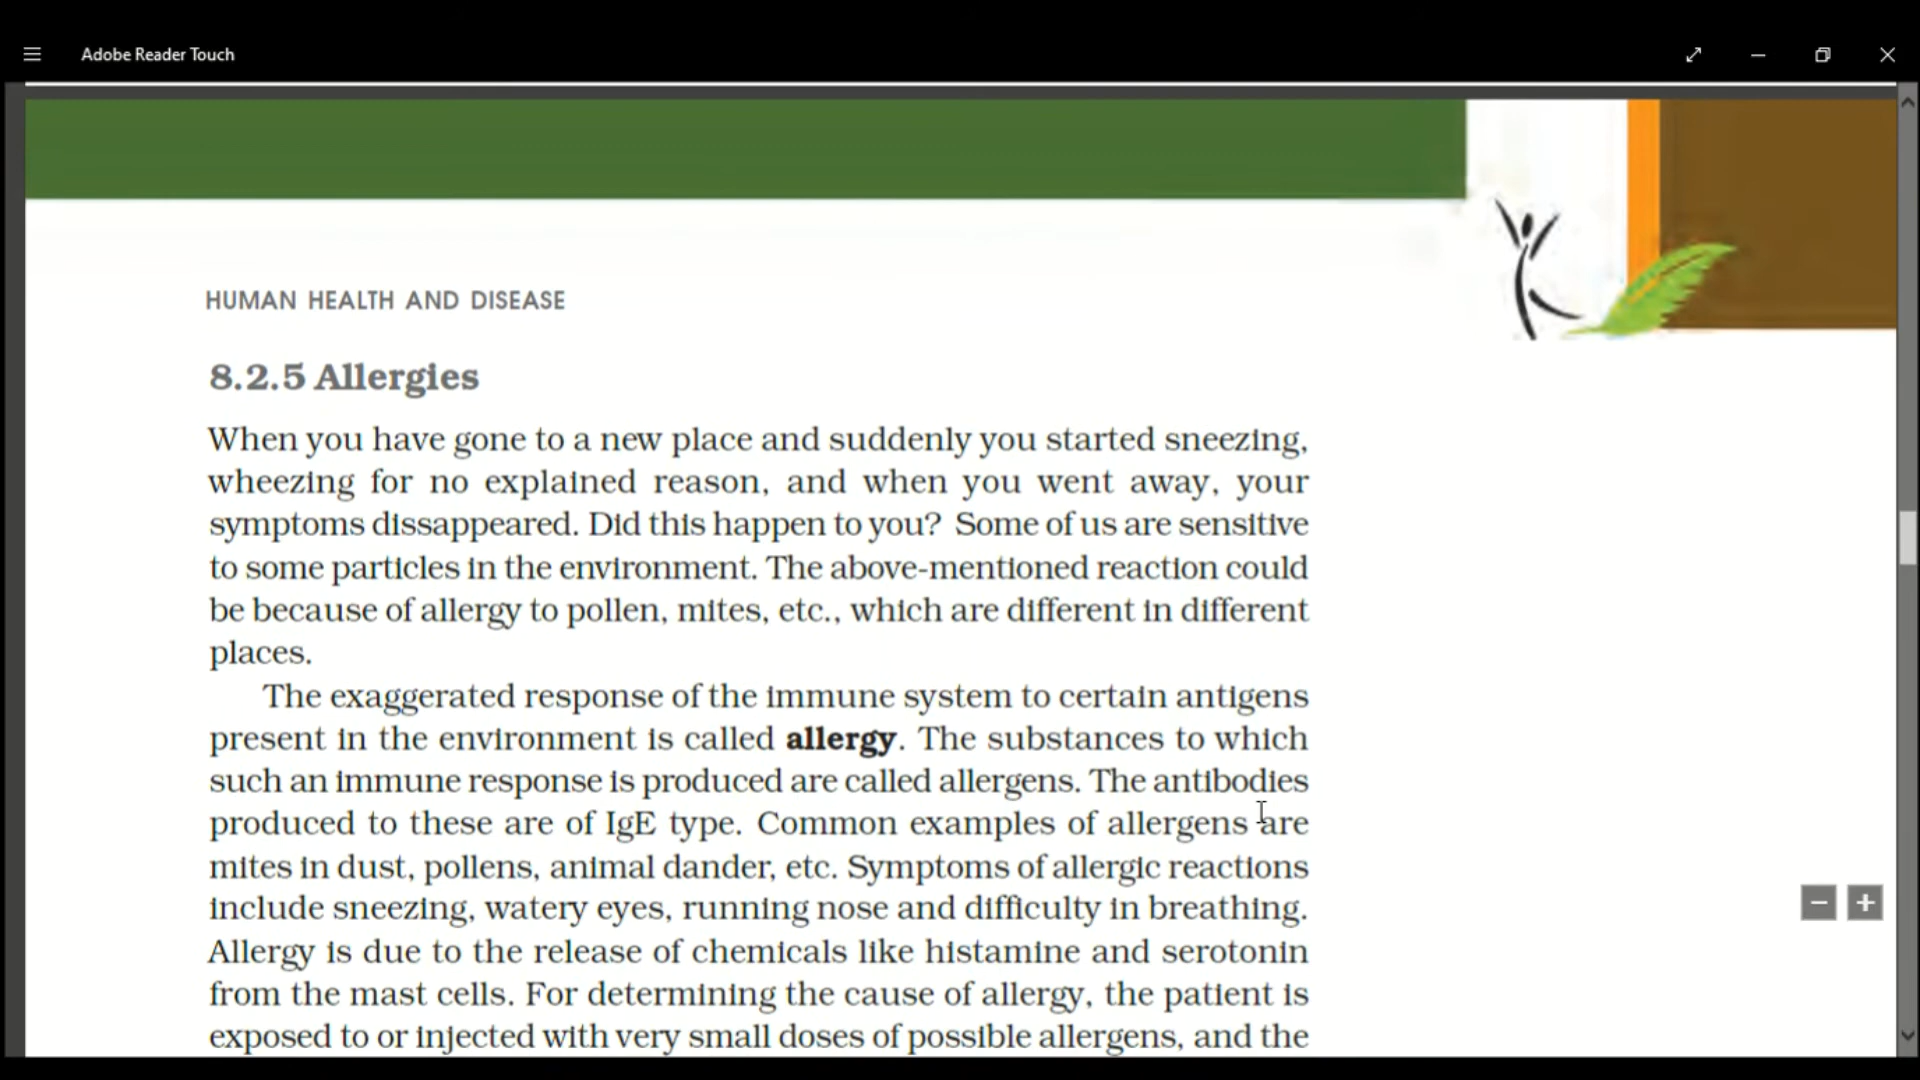 Adobe Reader Touch
HUMAN HEALTH AND DISEASE
8.2.5 Allergies
When you have gone to a new place and suddenly you started sneezing,
wheezing for no explained reason, and when you went away, your
symptoms dissappeared. Did this happen to you? Some of us are sensitive
to some particles in the environment. The above-mentioned reaction could
be because of allergy to pollen, mites, etc., which are different in different
places.
The exaggerated response of the immune system to certain antigens
present in the environment is called allergy. The substances to which
such an immune response is produced are called allergens. The antibodies
produced to these are of IgE type. Common examples of allergens are
mites in dust, pollens, animal dander, etc. Symptoms of allergic reactions
include sneezing, watery eyes, running nose and difficulty in breathing.
Allergy is due to the release of chemicals like histamine and serotonin
from the mast cells. For determining the cause of allergy, the patient is
exposed to or injected with very small doses of possible allergens, and the